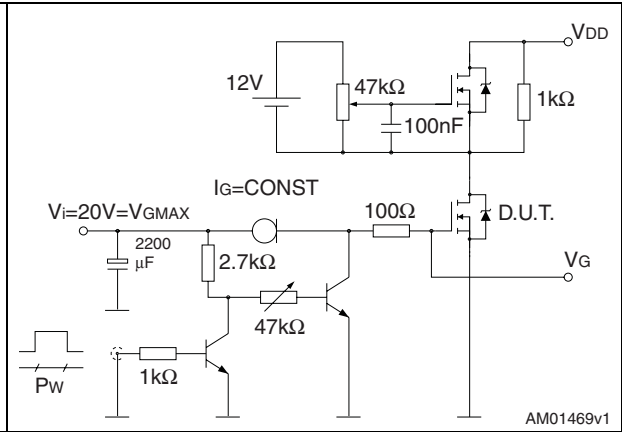 VDD
12V
47kΩ
1kΩ
100nF
IG=CONST
Vi=20V=VGMAX
100Ω
D.U.T.
2200
μF
2.7kΩ
VG
47kΩ
1kΩ
PW
AM01469v1